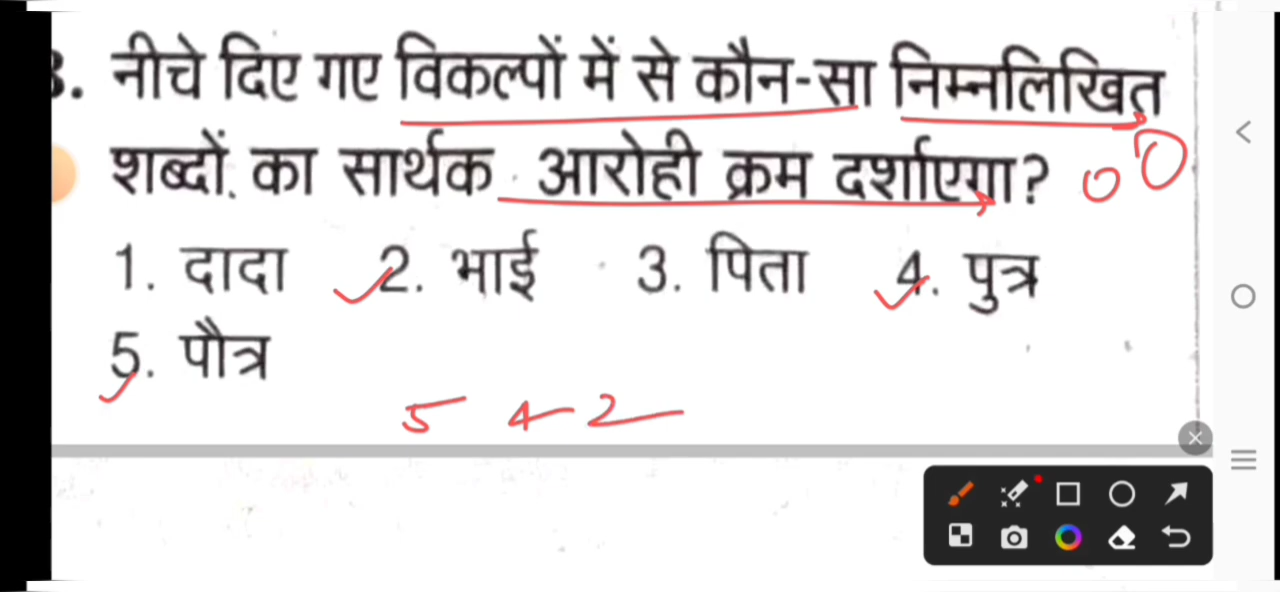 3. नीचे दिए गए विकल्पों में से कौन-सा निम्नलिखित
शब्दों का सार्थक आरोही क्रम दर्शाएगा?
1. दादा 2. भाई 3. पिता 4. पुत्र
5. पौत्र
5 4 2